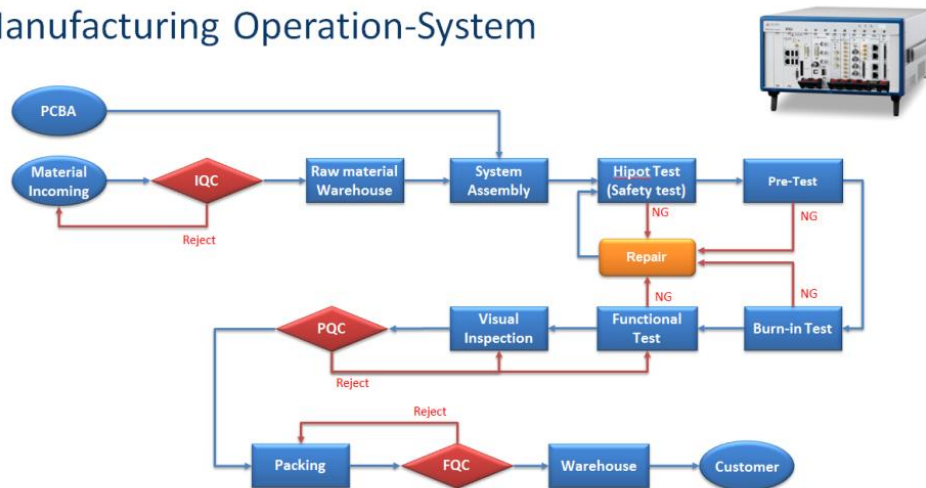 Manufacturing Operation-System
PCBA
Material
Incoming
IQC
Raw material
Warehouse
System
Assembly
Hipot Test
(Safety test)
Pre-Test
Reject
NG
NG
Repair
NG
NG
PQC
Visual
Inspection
Functional
Test
Burn-in Test
Reject
Reject
Packing
FQC
Warehouse
Customer